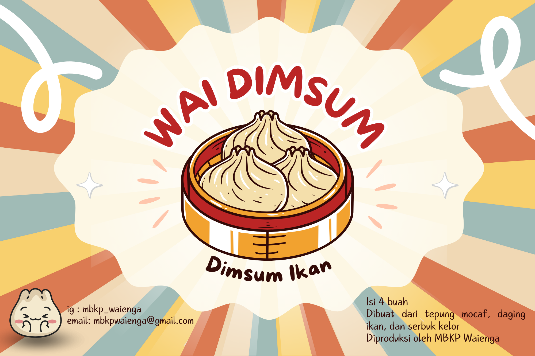 WAI DIMSUM
Dimsum Ikan
ig : mbkp_waienga
email: mbkpwaienga@gmail.com
Isi 4 buah
Dibuat dari tepung mocaf, daging
ikan, dan serbuk kelor
Diproduksi oleh MBKP Waienga